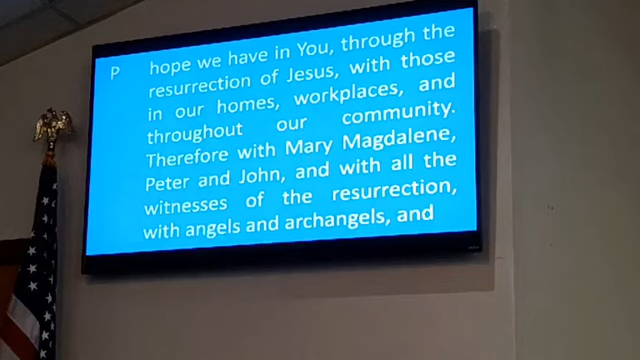 P hope we have in You, through the
resurrection of Jesus, with those
in our homes, workplaces, and
throughout our community.
Therefore with Mary Magdalene,
Peter and John, and with all the
witnesses of the resurrection,
with angels and archangels, and